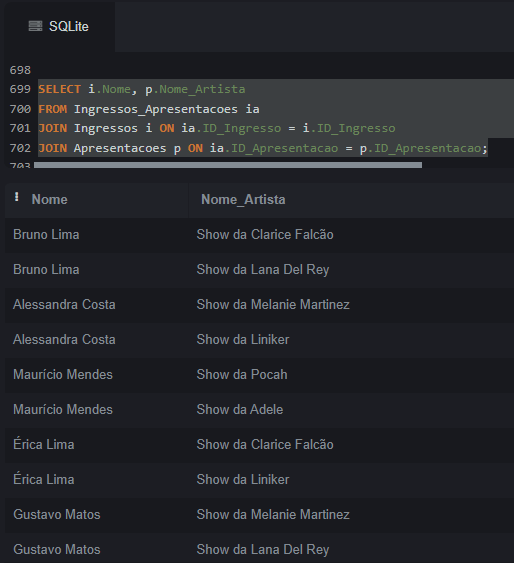 SQLite
698
699 SELECT i.Nome, p.Nome_Artista
700 FROM Ingressos_Apresentacoes ia
701 JOIN Ingressos i ON ia.ID_Ingresso = i.ID_Ingresso
702 JOIN Apresentacoes p ON ia.ID_Apresentacao = p.ID_Apresentacao;
703
Nome Nome_Artista
Bruno Lima Show da Clarice Falcão
Bruno Lima Show da Lana Del Rey
Alessandra Costa Show da Melanie Martinez
Alessandra Costa Show da Liniker
Maurício Mendes Show da Pocah
Maurício Mendes Show da Adele
Érica Lima Show da Clarice Falcão
Érica Lima Show da Liniker
Gustavo Matos Show da Melanie Martinez
Gustavo Matos Show da Lana Del Rey